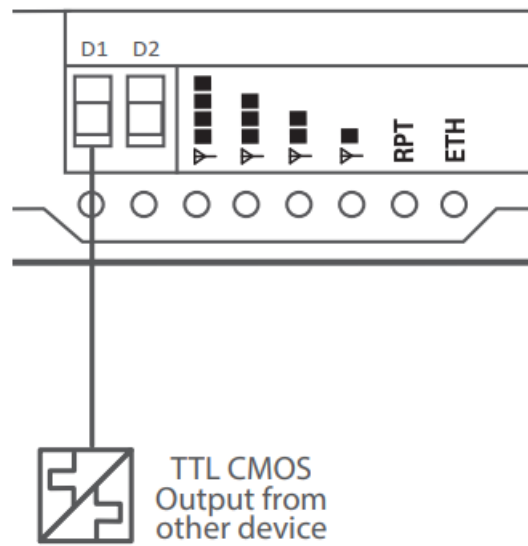 D1 D2
RPT
ETH
TTL CMOS
Output from
other device